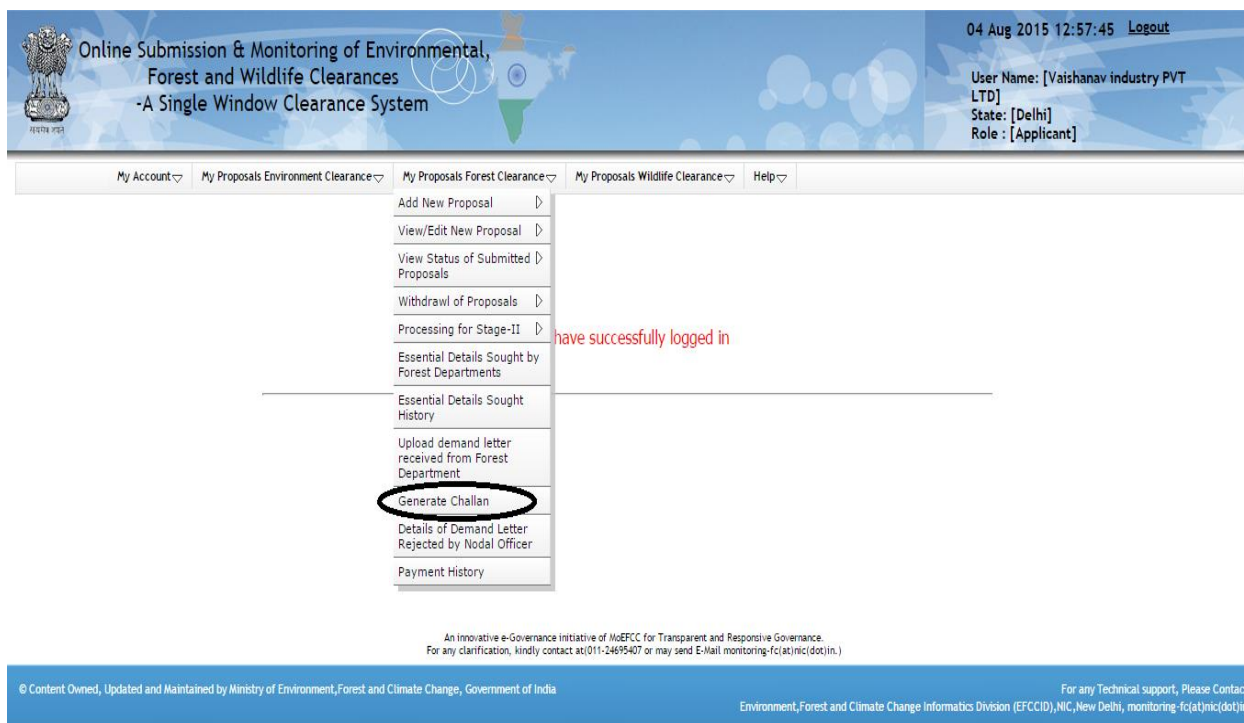 Online Submission & Monitoring of Environmental,
Forest and Wildlife Clearances
-A Single Window Clearance System
सत्यमेव जयते
04 Aug 2015 12:57:45 Logout
User Name: [Vaishanav industry PVT
LTD]
State: [Delhi]
Role : [Applicant]
My Account My Proposals Environment Clearance My Proposals Forest Clearance My Proposals Wildlife Clearance Help
Add New Proposal
View/Edit New Proposal
View Status of Submitted
Proposals
Withdrawl of Proposals
Processing for Stage-II
have successfully logged in
Essential Details Sought by
Forest Departments
Essential Details Sought
History
Upload demand letter
received from Forest
Department
Generate Challan
Details of Demand Letter
Rejected by Nodal Officer
Payment History
An innovative e-Governance initiative of MoEFCC for Transparent and Responsive Governance.
For any clarification, kindly contact at(011-24695407 or may send E-Mail monitoring-fc(at)nic(dot)in.)
© Content Owned, Updated and Maintained by Ministry of Environment,Forest and Climate Change, Government of India
For any Technical support, Please Contac
Environment,Forest and Climate Change Informatics Division (EFCCID),NIC,New Delhi, monitoring-fc(at)nic(dot)i